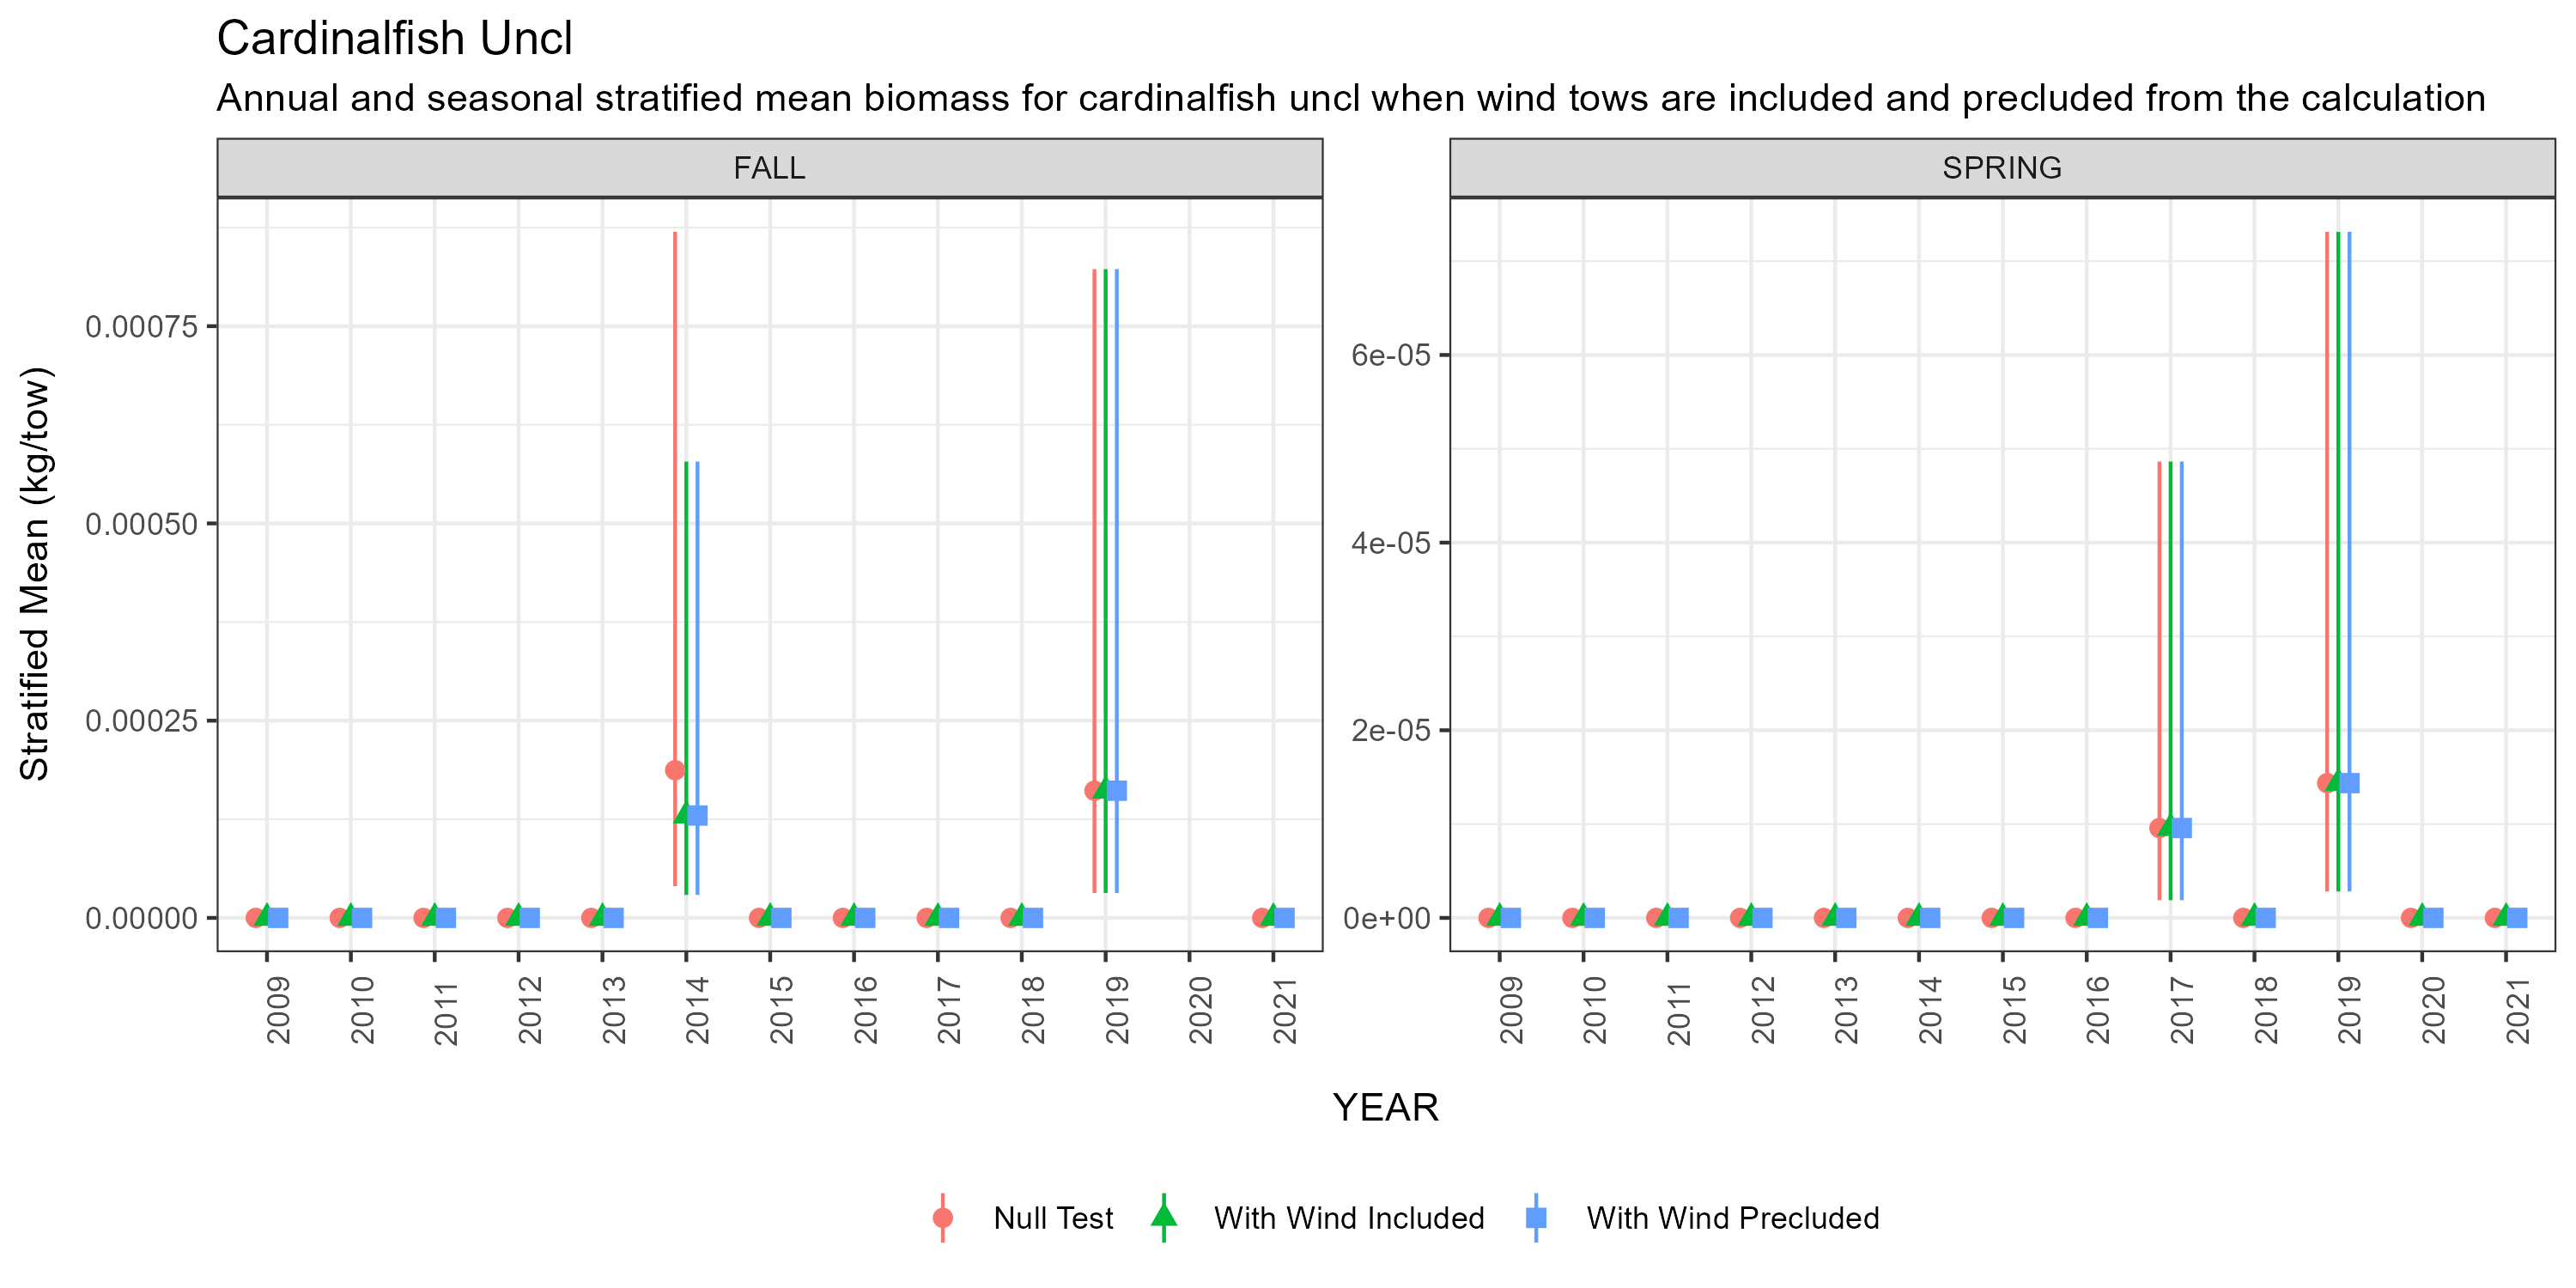 Cardinalfish Uncl
Annual and seasonal stratified mean biomass for cardinalfish uncl when wind tows are included and precluded from the calculation
FALL
SPRING
Stratified Mean (kg/tow)
0.00075
0.00050
0.00025
0.00000
6e-05
4e-05
2e-05
0e+00
2009 2010 2011 2012 2013 2014 2015 2016 2017 2018 2019 2020 2021
2009 2010 2011 2012 2013 2014 2015 2016 2017 2018 2019 2020 2021
YEAR
Null Test With Wind Included With Wind Precluded